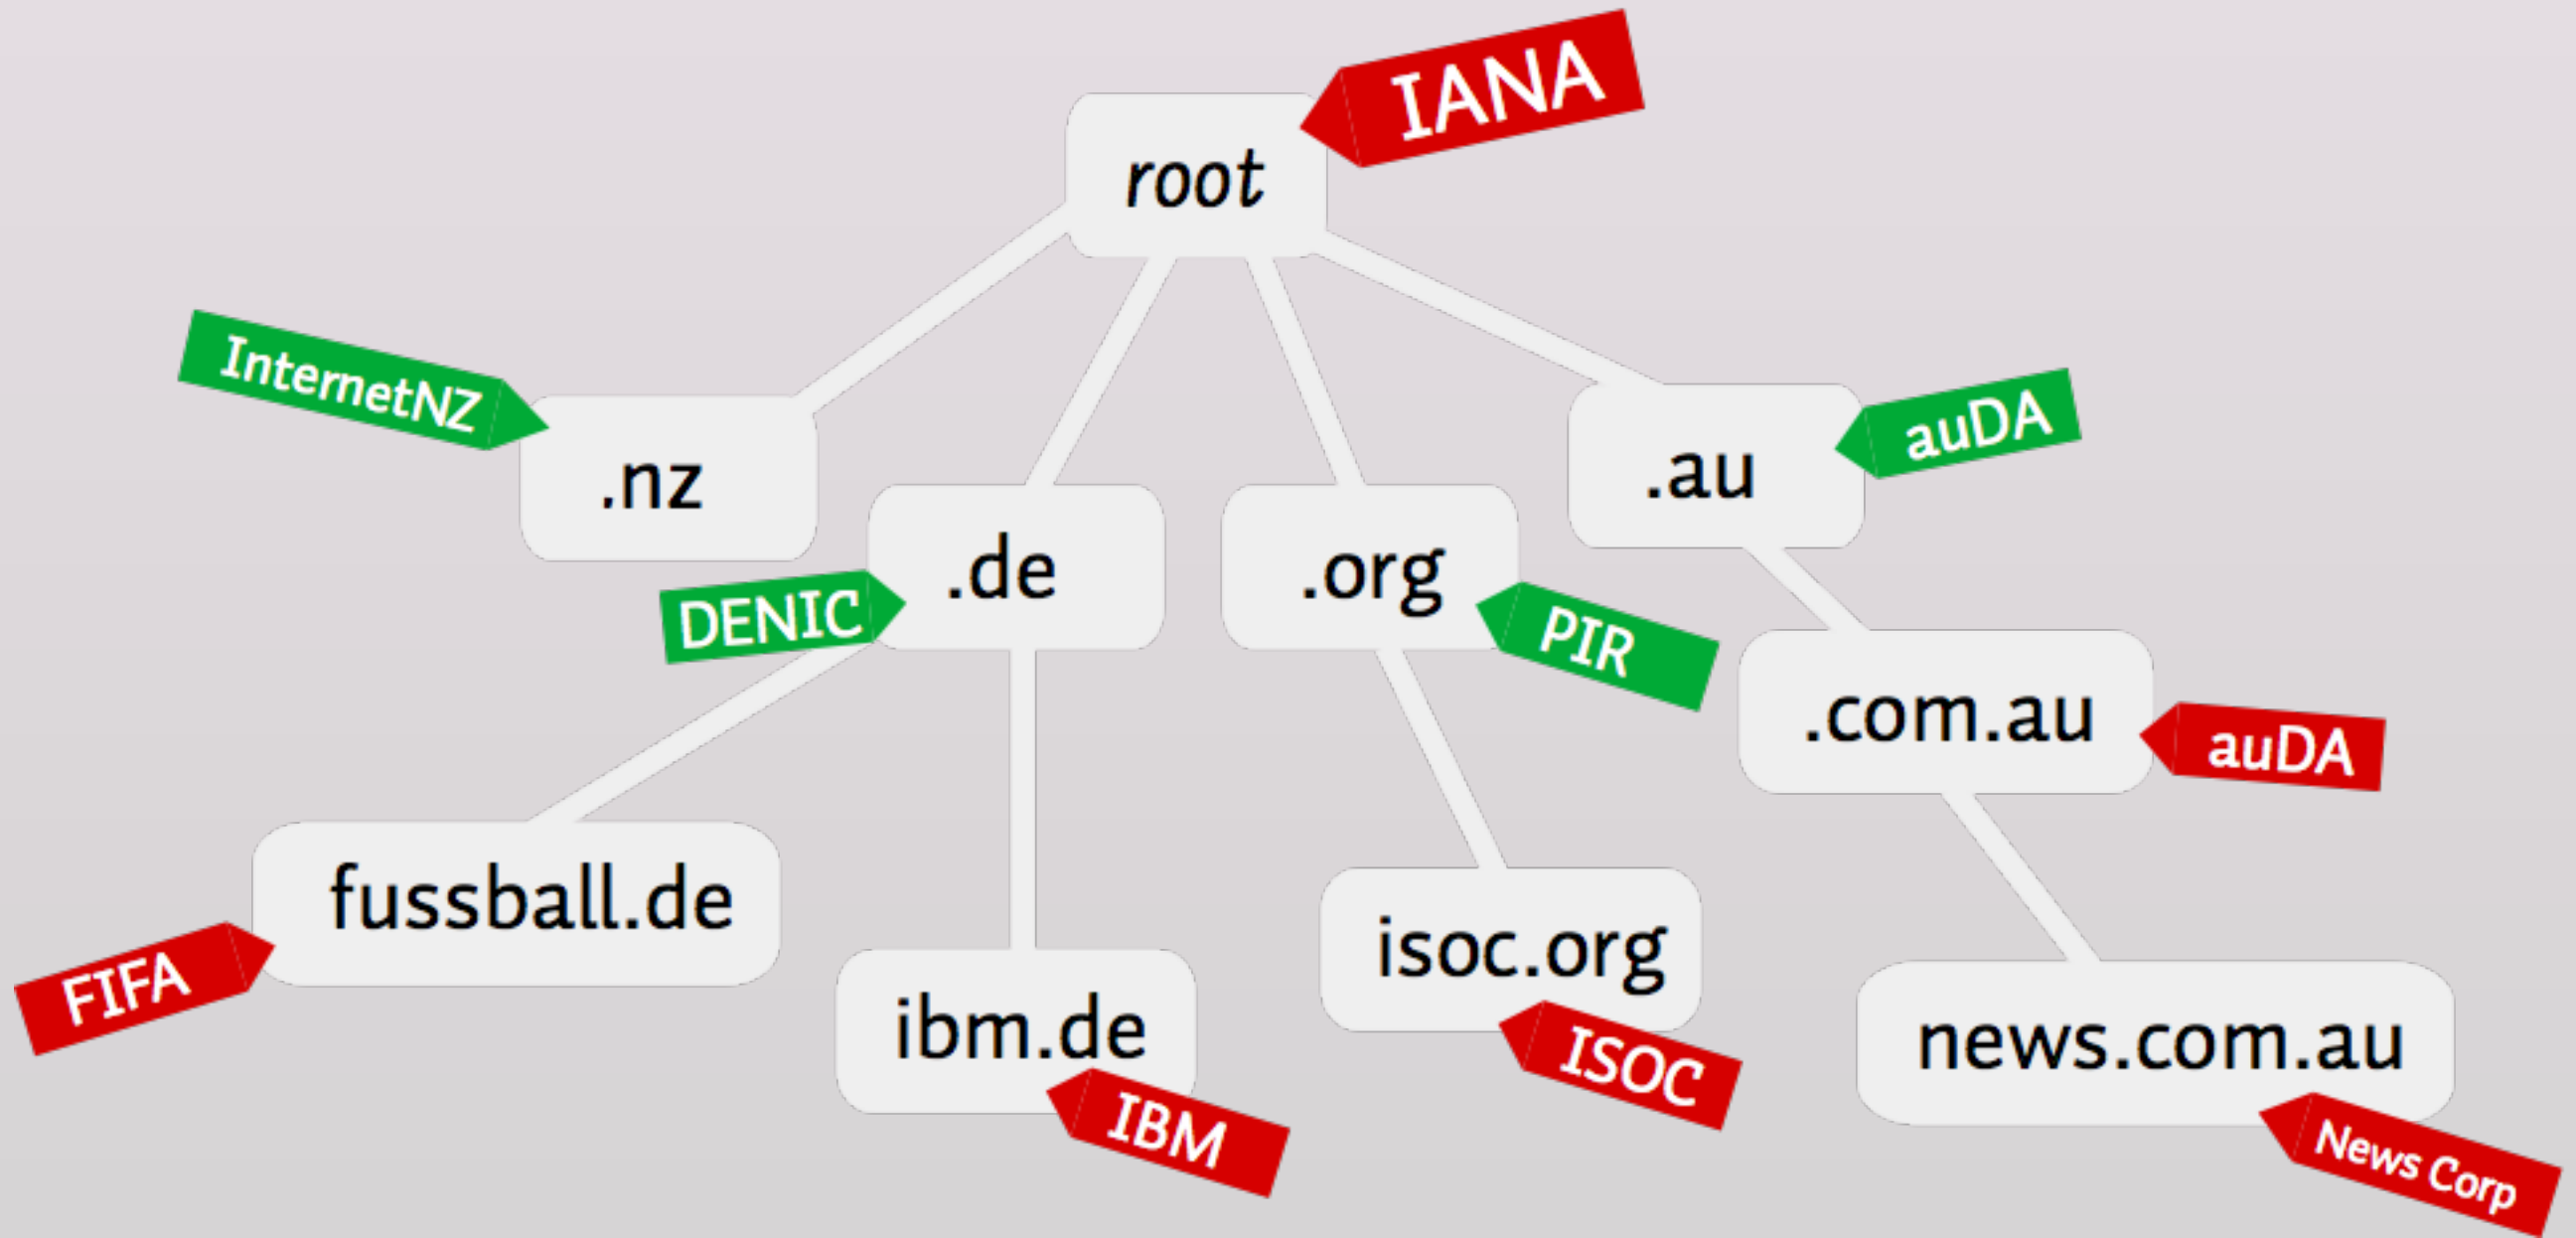 IANA
root
InternetNZ
.nz
auDA
.au
DENIC
.de
.org
PIR
.com.au
auDA
fussball.de
FIFA
isoc.org
ISOC
ibm.de
IBM
news.com.au
News Corp